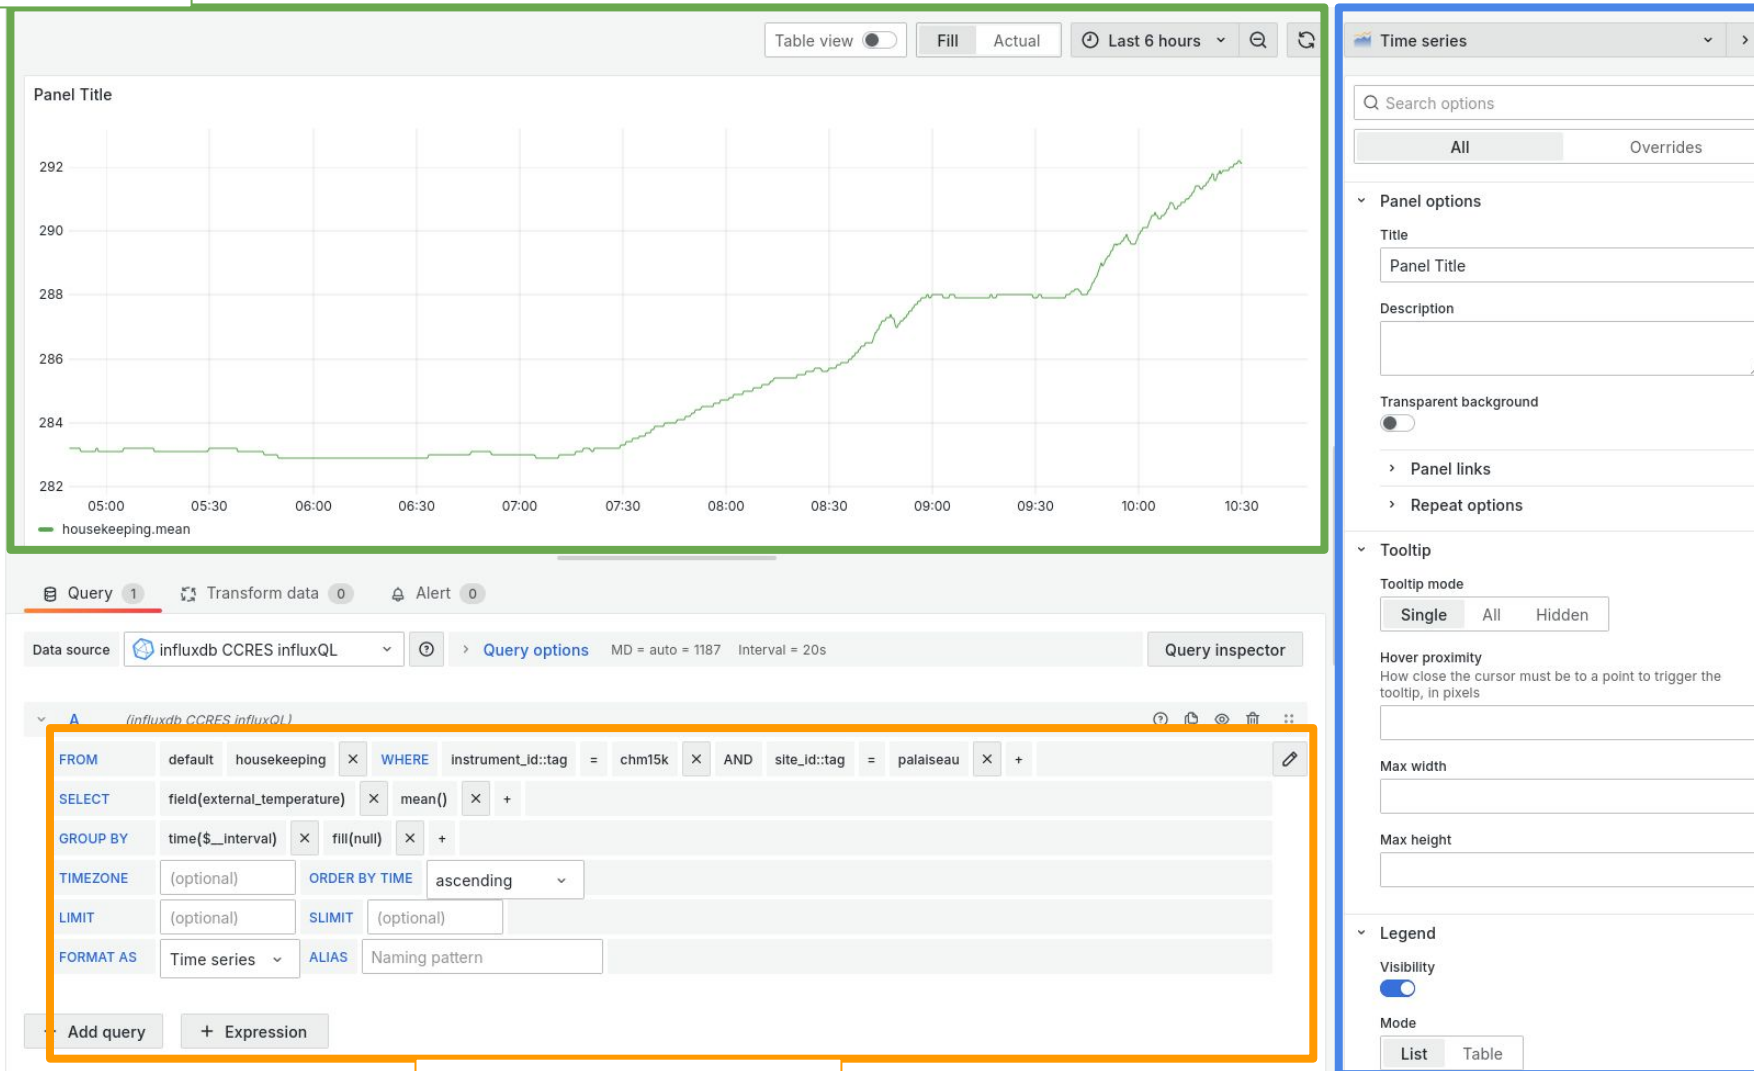 Table view Fill Actual Last 6 hours
Panel Title
292
290
288
286
284
282
05:00 05:30 06:00 06:30 07:00 07:30 08:00 08:30 09:00 09:30 10:00 10:30
housekeeping.mean
Query 1 Transform data 0 Alert 0
Data source influxdb CCRES influxQL Query options MD = auto = 1187 Interval = 20s Query inspector
A (influxdb CCRES influxQL)
FROM default housekeeping WHERE instrument_id::tag = chm15k AND site_id::tag = palaiseau +
SELECT field(external_temperature) mean() +
GROUP BY time($__interval) fill(null) +
TIMEZONE (optional) ORDER BY TIME ascending
LIMIT (optional) SLIMIT (optional)
FORMAT AS Time series ALIAS Naming pattern
+ Add query + Expression
Time series
Search options
All Overrides
Panel options
Title
Panel Title
Description
Transparent background
Panel links
Repeat options
Tooltip
Tooltip mode
Single All Hidden
Hover proximity
How close the cursor must be to a point to trigger the
tooltip, in pixels
Max width
Max height
Legend
Visibility
Mode
List Table